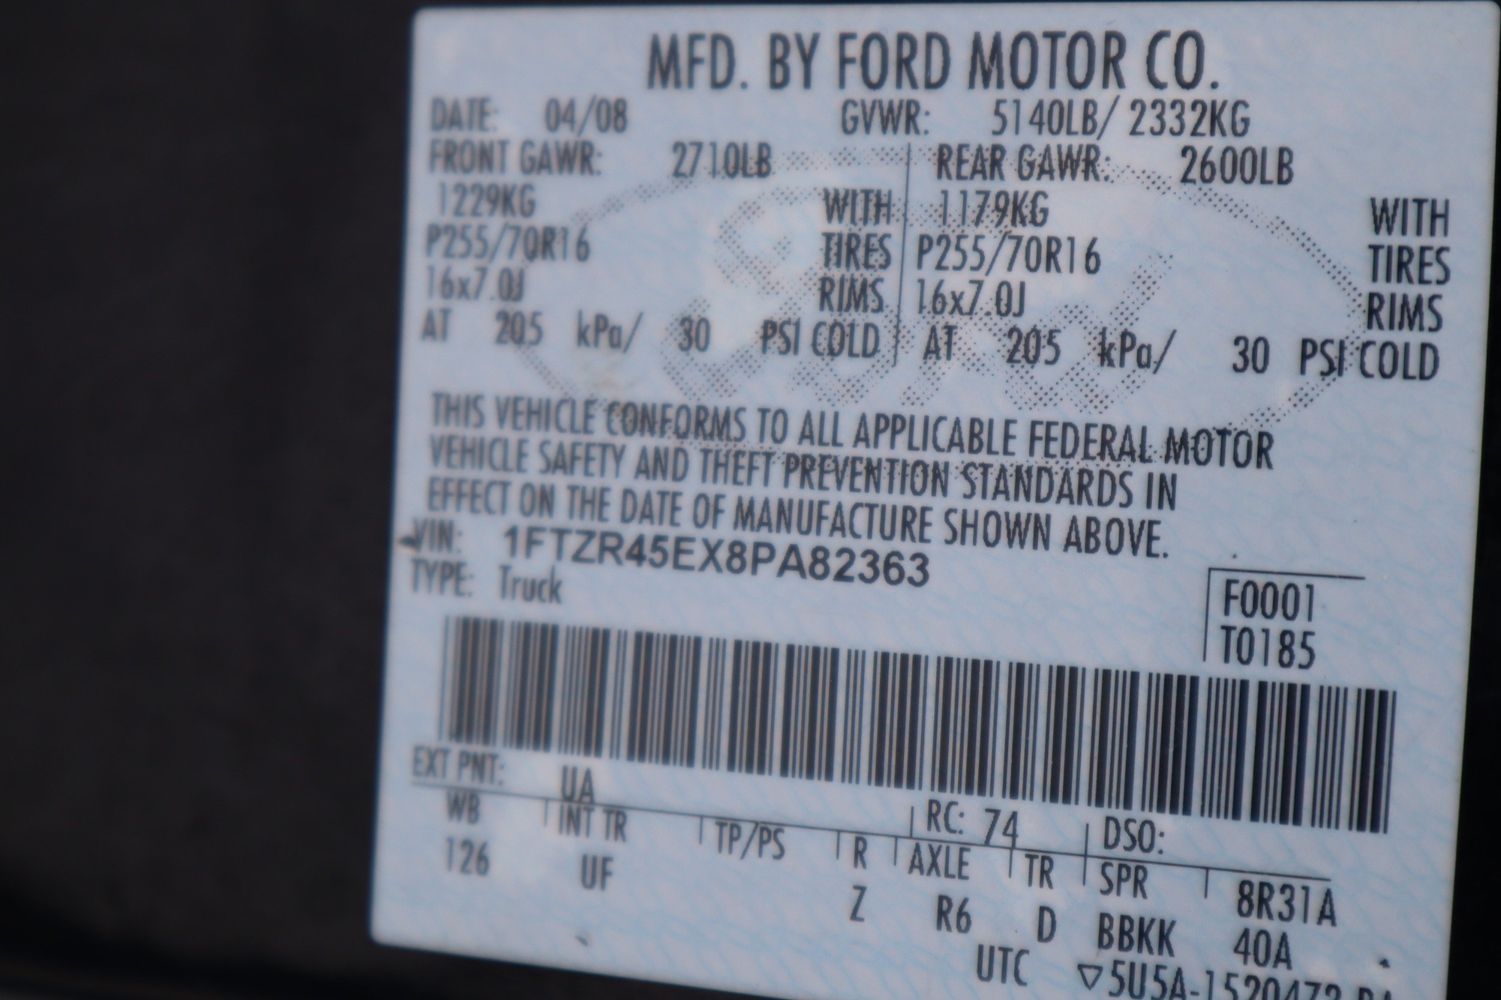 MFD. BY FORD MOTOR CO.
DATE: 04/08 GVWR: 5140LB/ 2332KG
FRONT GAWR: 2710LB REAR GAWR: 2600LB
1229KG WITH 1179KG WITH
P255/70R16 TIRES P255/70R16 TIRES
16x7.0J RIMS 16x7.0J RIMS
AT 205 kPa/ 30 PSI COLD AT 205 kPa/ 30 PSI COLD
THIS VEHICLE CONFORMS TO ALL APPLICABLE FEDERAL MOTOR
VEHICLE SAFETY AND THEFT PREVENTION STANDARDS IN
EFFECT ON THE DATE OF MANUFACTURE SHOWN ABOVE.
VIN: 1FTZR45EX8PA82363
TYPE: Truck
F0001
T0185
EXT PNT: UA RC: 74 DSO:
WB INT TR TP/PS R AXLE TR SPR 8R31A
126 UF Z R6 D BBKK 40A
UTC ▽5U5A-1520472-BA
Ford